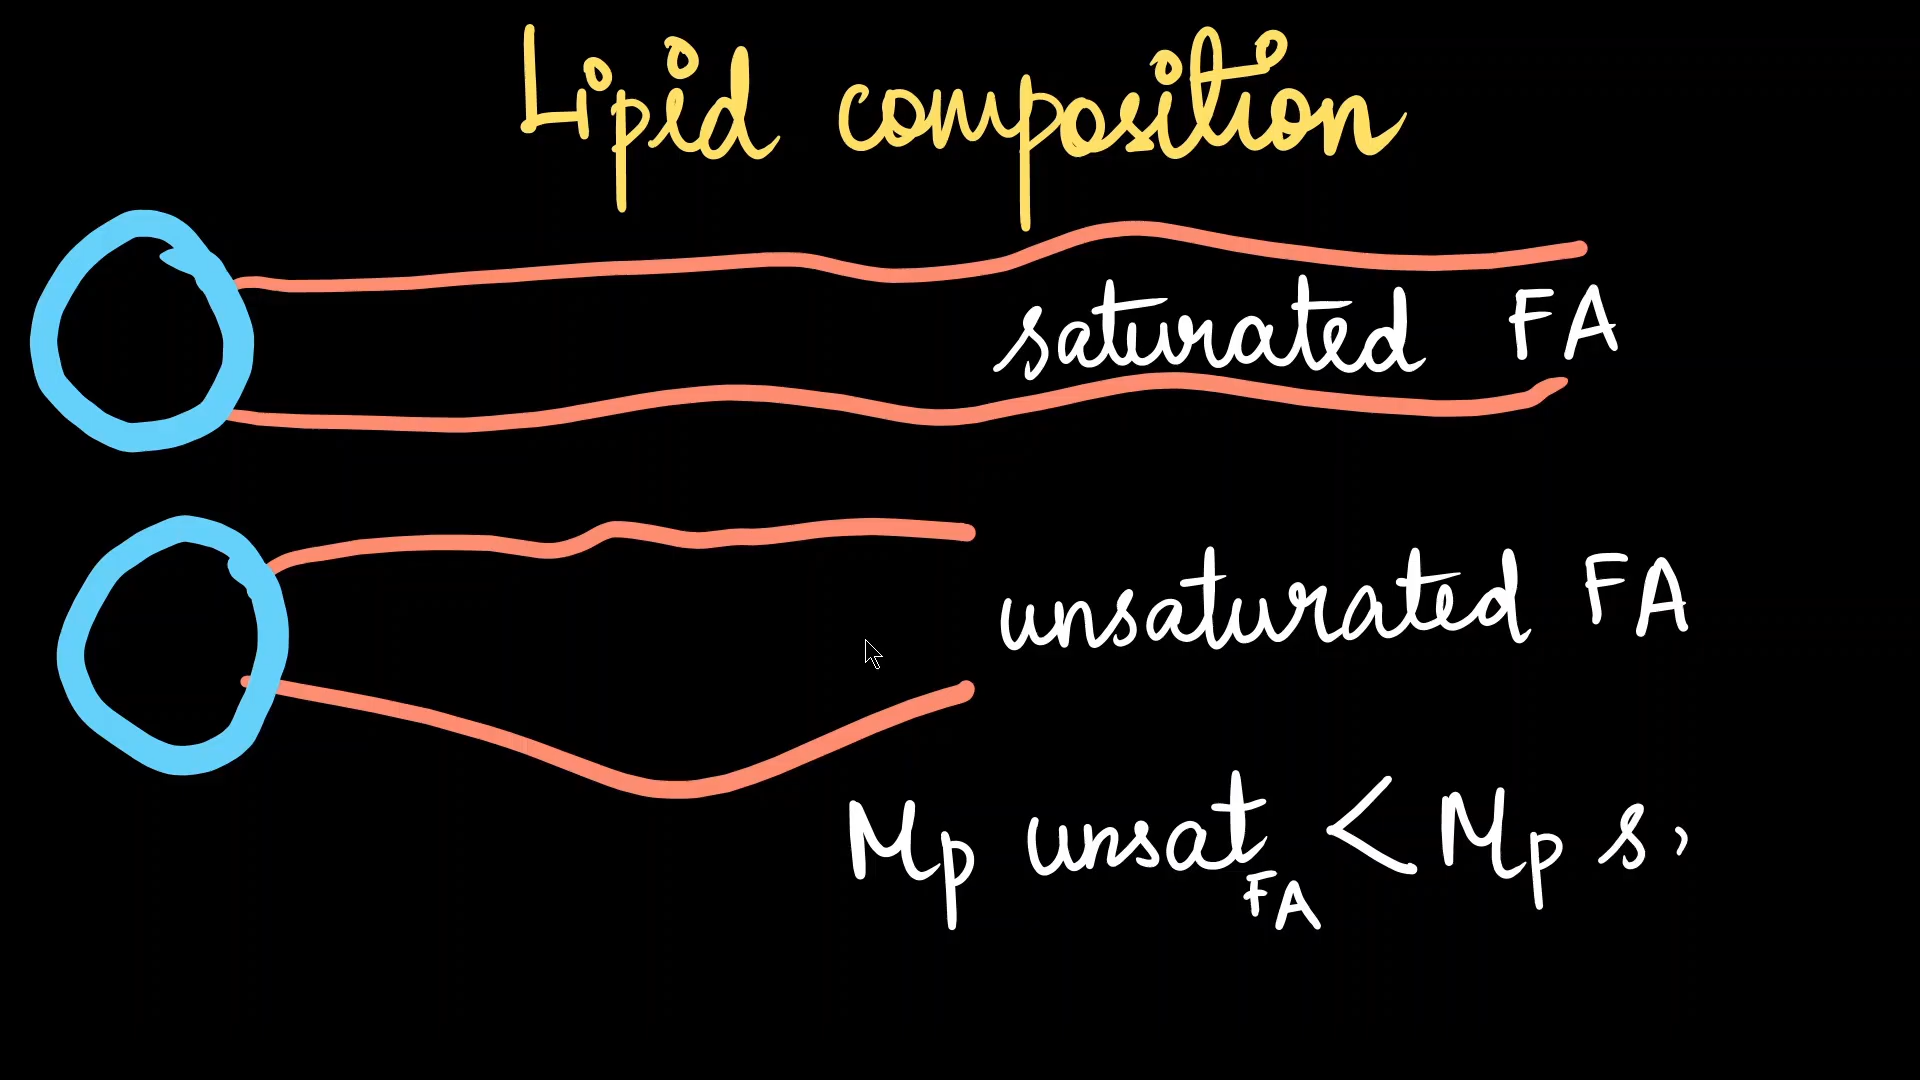 Lipid composition
saturated FA
unsaturated FA
Mp unsat < Mp s
FA